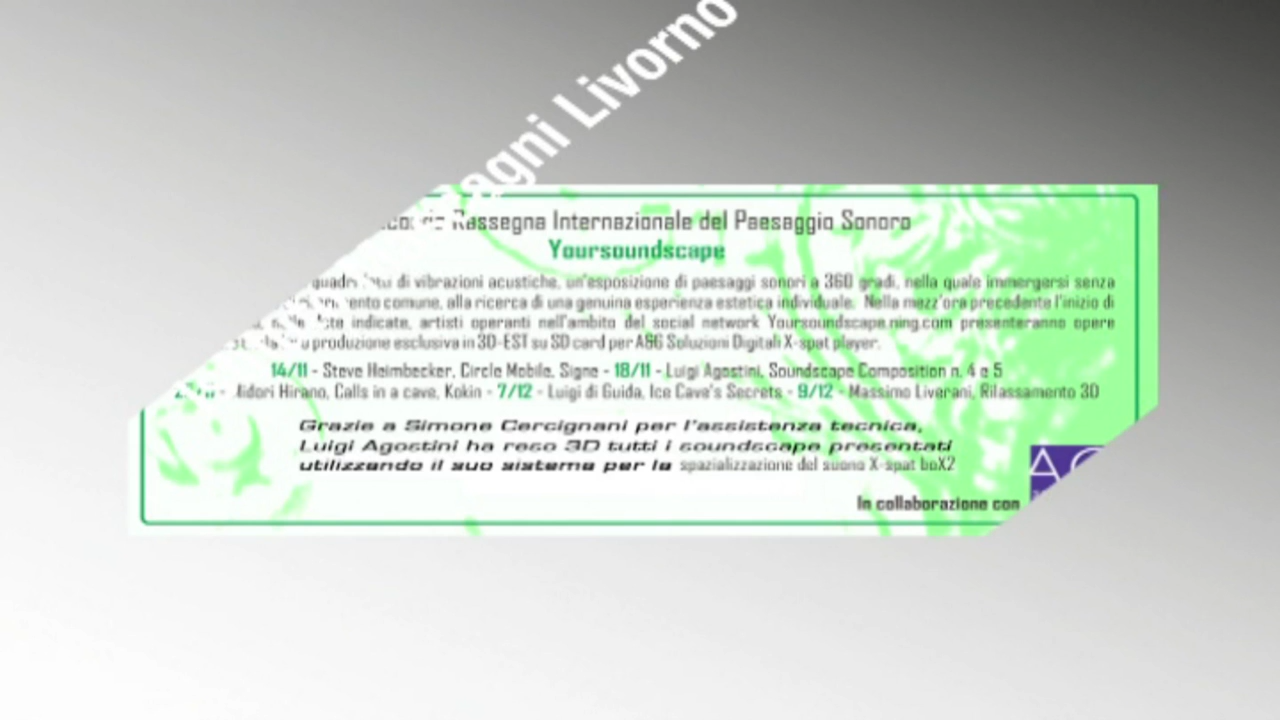 Livorno
Rassegna Internazionale del Paesaggio Sonoro
Yoursoundscape
di vibrazioni acustiche, un'esposizione di paesaggi sonori a 360 gradi, nella quale immergersi senza
comune, alla ricerca di una genuina esperienza estetica individuale. Nella mezz'ora precedente l'inizio di
indicate, artisti operanti nell'ambito del social network Yoursoundscape.ning.com presenteranno opere
produzione esclusiva in 3D-EST su SD card per A&G Soluzioni Digitali X-spat player.
14/11 - Steve Heimbecker, Circle Mobile, Signe - 18/11 - Luigi Agostini, Soundscape Composition n. 4 e 5
Hirano, Calls in a cave, Kokin - 7/12 - Luigi di Guida, Ice Cave's Secrets - 9/12 - Massimo Liverani, Rilassamento 3D
Grazie a Simone Cercignani per l'assistenza tecnica,
Luigi Agostini ha reso 3D tutti i soundscape presentati
utilizzando il suo sistema per la spazializzazione del suono X-spat boX2
In collaborazione con